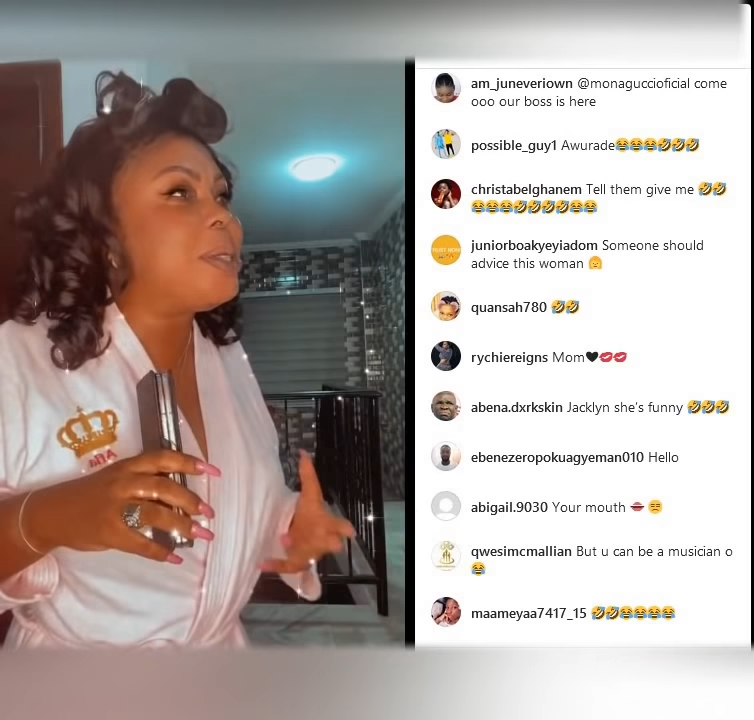 Afia
am_juneveriown @monaguccioficial come
ooo our boss is here
possible_guy1 Awurade😂😂😂🤣🤣🤣
christabelghanem Tell them give me 🤣🤣
😂😂😂🤣🤣🤣🤣😂😂
juniorboakyeyiadom Someone should
advice this woman 🤗
quansah780 🤣🤣
rychiereigns Mom🖤💋💋
abena.dxrkskin Jacklyn she's funny 🤣🤣🤣
ebenezeropokuagyeman010 Hello
abigail.9030 Your mouth 👄 😒
qwesimcmallian But u can be a musician o
😂
maameyaa7417_15 🤣🤣😂😂😂😂